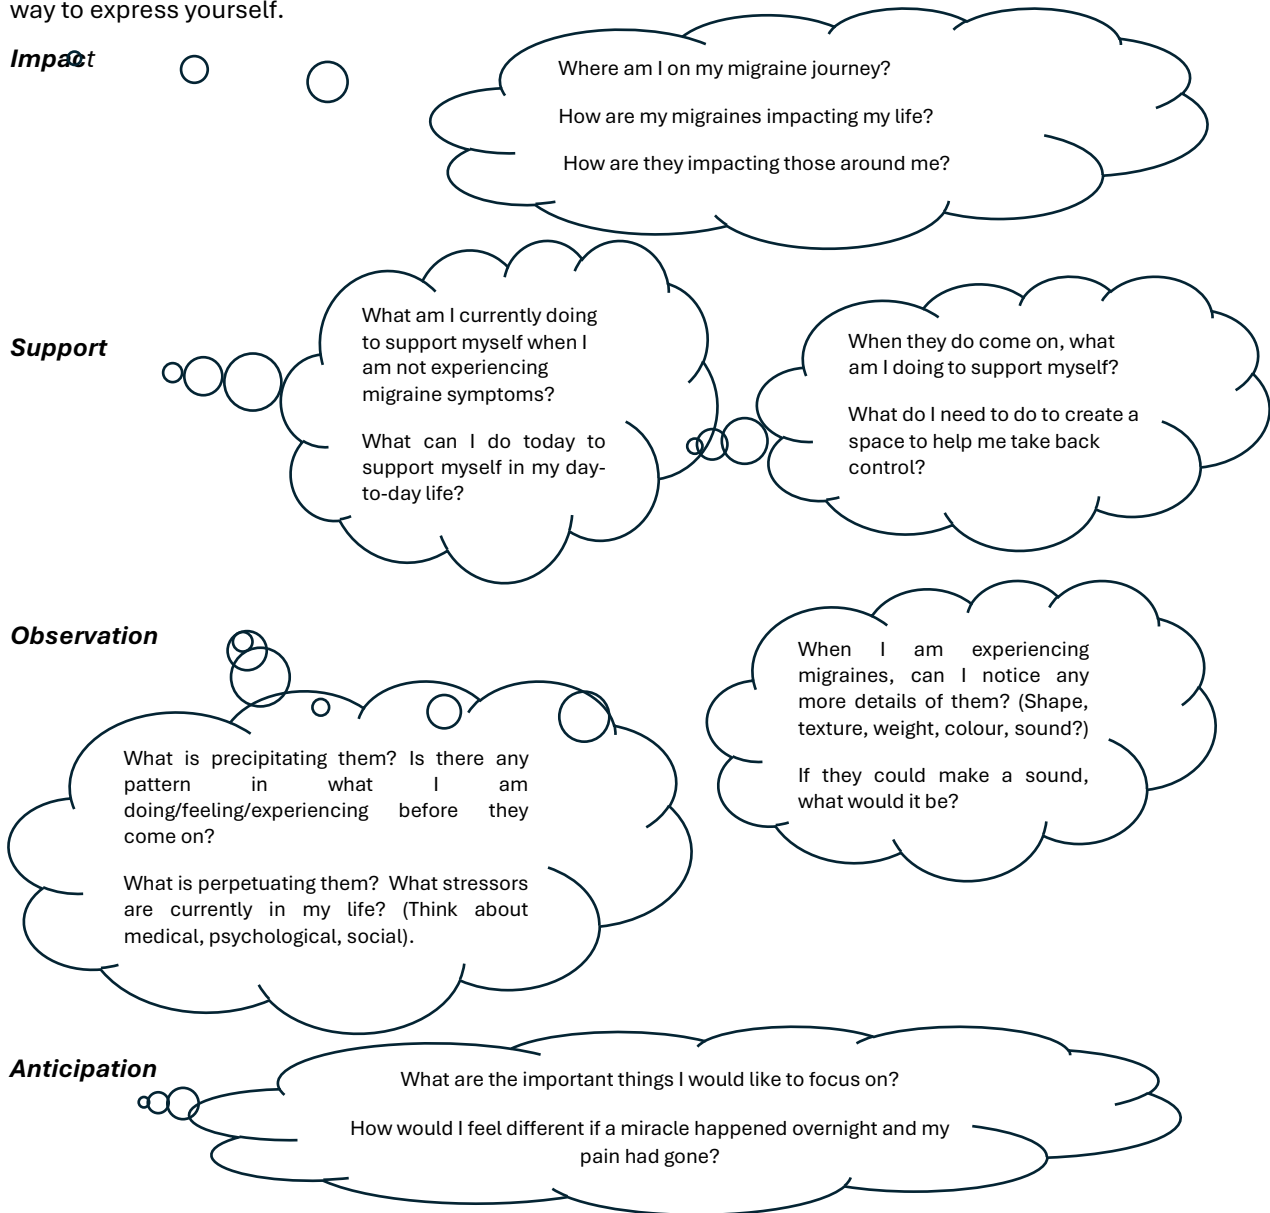 way to express yourself.
Impact
Where am I on my migraine journey?
How are my migraines impacting my life?
How are they impacting those around me?
Support
What am I currently doing
to support myself when I
am not experiencing
migraine symptoms?
What can I do today to
support myself in my day-
to-day life?
When they do come on, what
am I doing to support myself?
What do I need to do to create a
space to help me take back
control?
Observation
What is precipitating them? Is there any
pattern in what I am
doing/feeling/experiencing before they
come on?
What is perpetuating them? What stressors
are currently in my life? (Think about
medical, psychological, social).
When I am experiencing
migraines, can I notice any
more details of them? (Shape,
texture, weight, colour, sound?)
If they could make a sound,
what would it be?
Anticipation
What are the important things I would like to focus on?
How would I feel different if a miracle happened overnight and my
pain had gone?